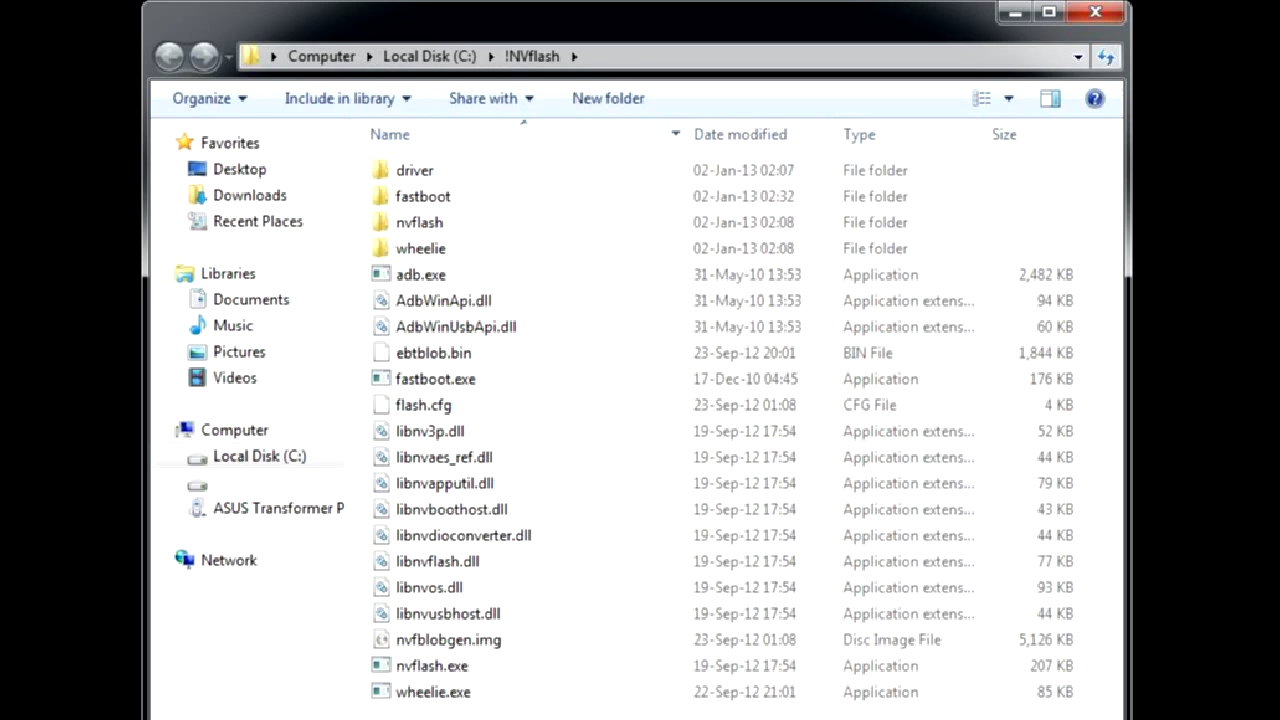 Computer Local Disk (C:) !NVflash
Organize Include in library Share with New folder
Name Date modified Type Size
Favorites
Desktop
Downloads
Recent Places
Libraries
Documents
Music
Pictures
Videos
Computer
Local Disk (C:)
ASUS Transformer P
Network
driver 02-Jan-13 02:07 File folder
fastboot 02-Jan-13 02:32 File folder
nvflash 02-Jan-13 02:08 File folder
wheelie 02-Jan-13 02:08 File folder
adb.exe 31-May-10 13:53 Application 2,482 KB
AdbWinApi.dll 31-May-10 13:53 Application extens... 94 KB
AdbWinUsbApi.dll 31-May-10 13:53 Application extens... 60 KB
ebtblob.bin 23-Sep-12 20:01 BIN File 1,844 KB
fastboot.exe 17-Dec-10 04:45 Application 176 KB
flash.cfg 23-Sep-12 01:08 CFG File 4 KB
libnv3p.dll 19-Sep-12 17:54 Application extens... 52 KB
libnvaes_ref.dll 19-Sep-12 17:54 Application extens... 44 KB
libnvapputil.dll 19-Sep-12 17:54 Application extens... 79 KB
libnvboothost.dll 19-Sep-12 17:54 Application extens... 43 KB
libnvdioconverter.dll 19-Sep-12 17:54 Application extens... 44 KB
libnvflash.dll 19-Sep-12 17:54 Application extens... 77 KB
libnvos.dll 19-Sep-12 17:54 Application extens... 93 KB
libnvusbhost.dll 19-Sep-12 17:54 Application extens... 44 KB
nvfblobgen.img 23-Sep-12 01:08 Disc Image File 5,126 KB
nvflash.exe 19-Sep-12 17:54 Application 207 KB
wheelie.exe 22-Sep-12 21:01 Application 85 KB